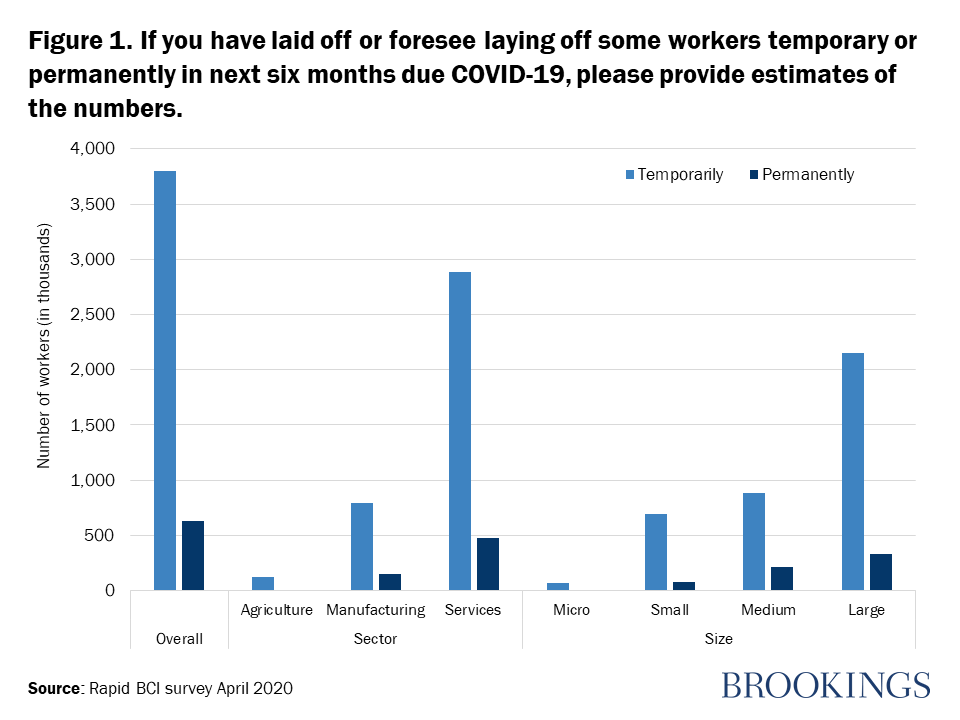 Figure 1. If you have laid off or foresee laying off some workers temporary or
permanently in next six months due COVID-19, please provide estimates of
the numbers.
4,000
3,500
3,000
2,500
2,000
1,500
1,000
500
0
Number of workers (in thousands)
Temporarily Permanently
Agriculture Manufacturing Services Micro Small Medium Large
Overall Sector Size
Source: Rapid BCI survey April 2020
BROOKINGS